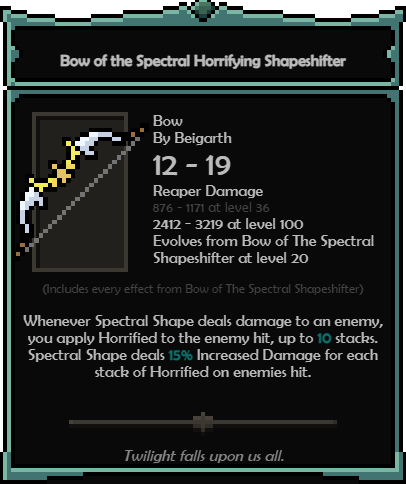 Bow of the Spectral Horrifying Shapeshifter
Bow
By Beigarth
12 - 19
Reaper Damage
876 - 1171 at level 36
2412 - 3219 at level 100
Evolves from Bow of The Spectral
Shapeshifter at level 20
(Includes every effect from Bow of The Spectral Shapeshifter)
Whenever Spectral Shape deals damage to an enemy,
you apply Horrified to the enemy hit, up to 10 stacks.
Spectral Shape deals 15% Increased Damage for each
stack of Horrified on enemies hit.
Twilight falls upon us all.